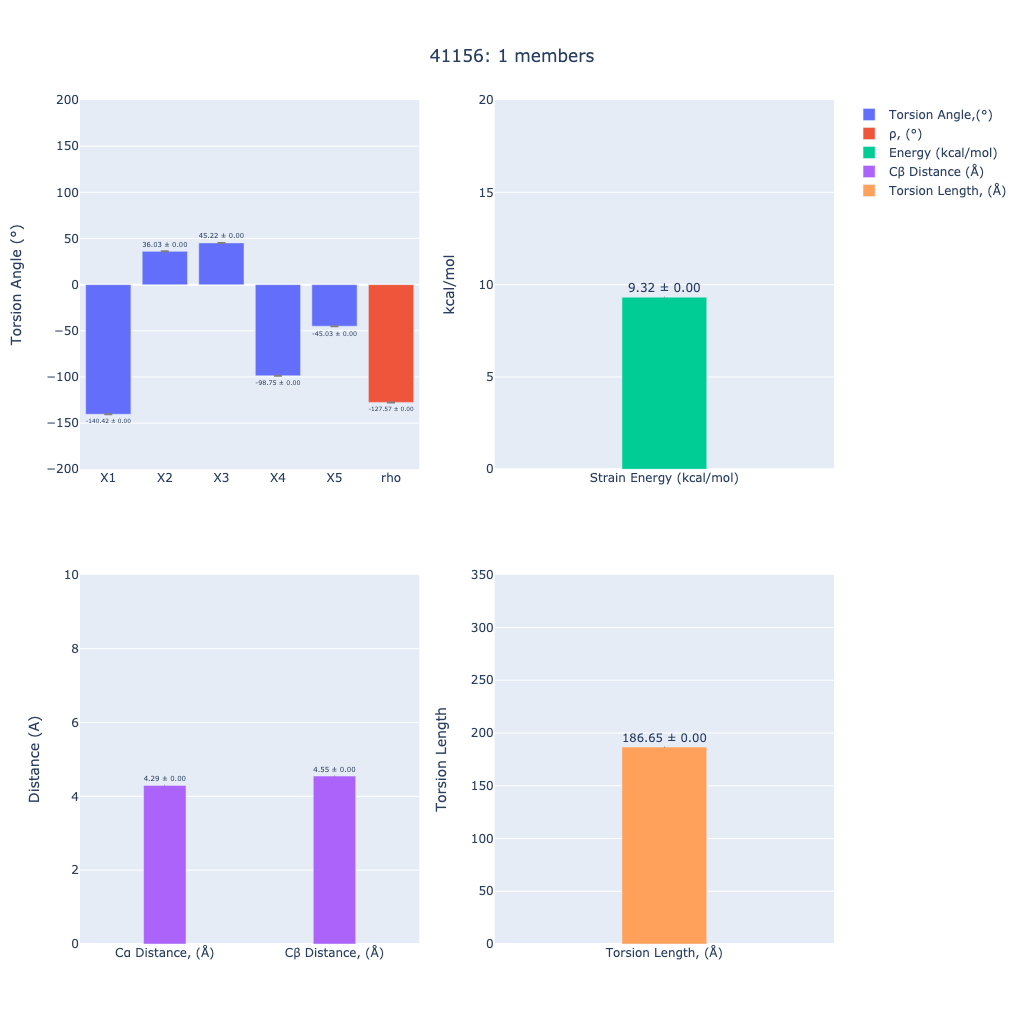 41156: 1 members
Torsion Angle (°)
200
150
100
50
0
−50
−100
−150
−200
-140.42 ± 0.00
36.03 ± 0.00
45.22 ± 0.00
-98.75 ± 0.00
-45.03 ± 0.00
-127.57 ± 0.00
X1 X2 X3 X4 X5 rho
kcal/mol
20
15
10
5
0
9.32 ± 0.00
Strain Energy (kcal/mol)
Torsion Angle,(°)
ρ, (°)
Energy (kcal/mol)
Cβ Distance (Å)
Torsion Length, (Å)
Distance (A)
10
8
6
4
2
0
4.29 ± 0.00
4.55 ± 0.00
Cα Distance, (Å) Cβ Distance, (Å)
Torsion Length
350
300
250
200
150
100
50
0
186.65 ± 0.00
Torsion Length, (Å)